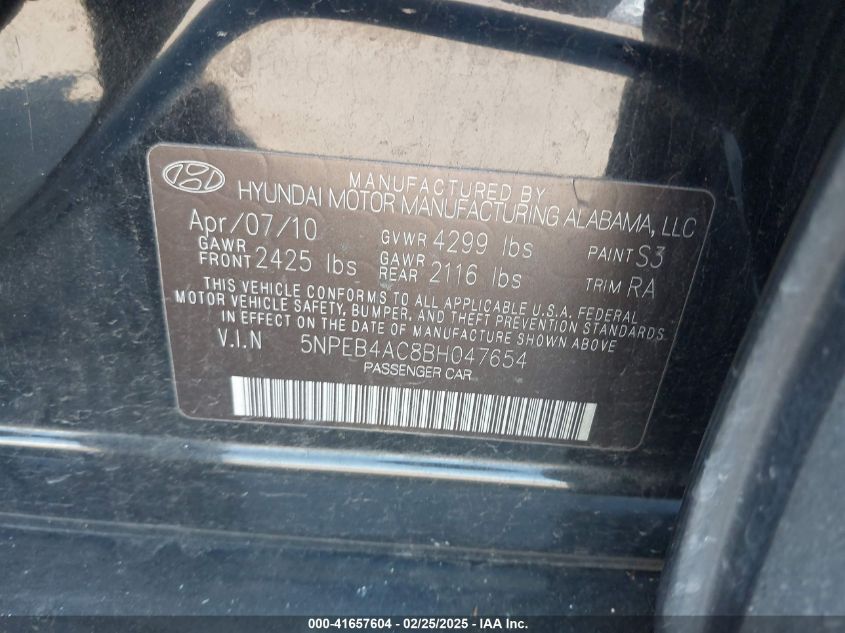 MANUFACTURED BY
HYUNDAI MOTOR MANUFACTURING ALABAMA, LLC
Apr/07/10 GVWR 4299 lbs PAINT S3
GAWR FRONT 2425 lbs GAWR REAR 2116 lbs TRIM RA
THIS VEHICLE CONFORMS TO ALL APPLICABLE U.S.A. FEDERAL
MOTOR VEHICLE SAFETY, BUMPER, AND THEFT PREVENTION STANDARDS
IN EFFECT ON THE DATE OF MANUFACTURE SHOWN ABOVE
V.I.N 5NPEB4AC8BH047654
PASSENGER CAR
000-41657604 - 02/25/2025 - IAA Inc.